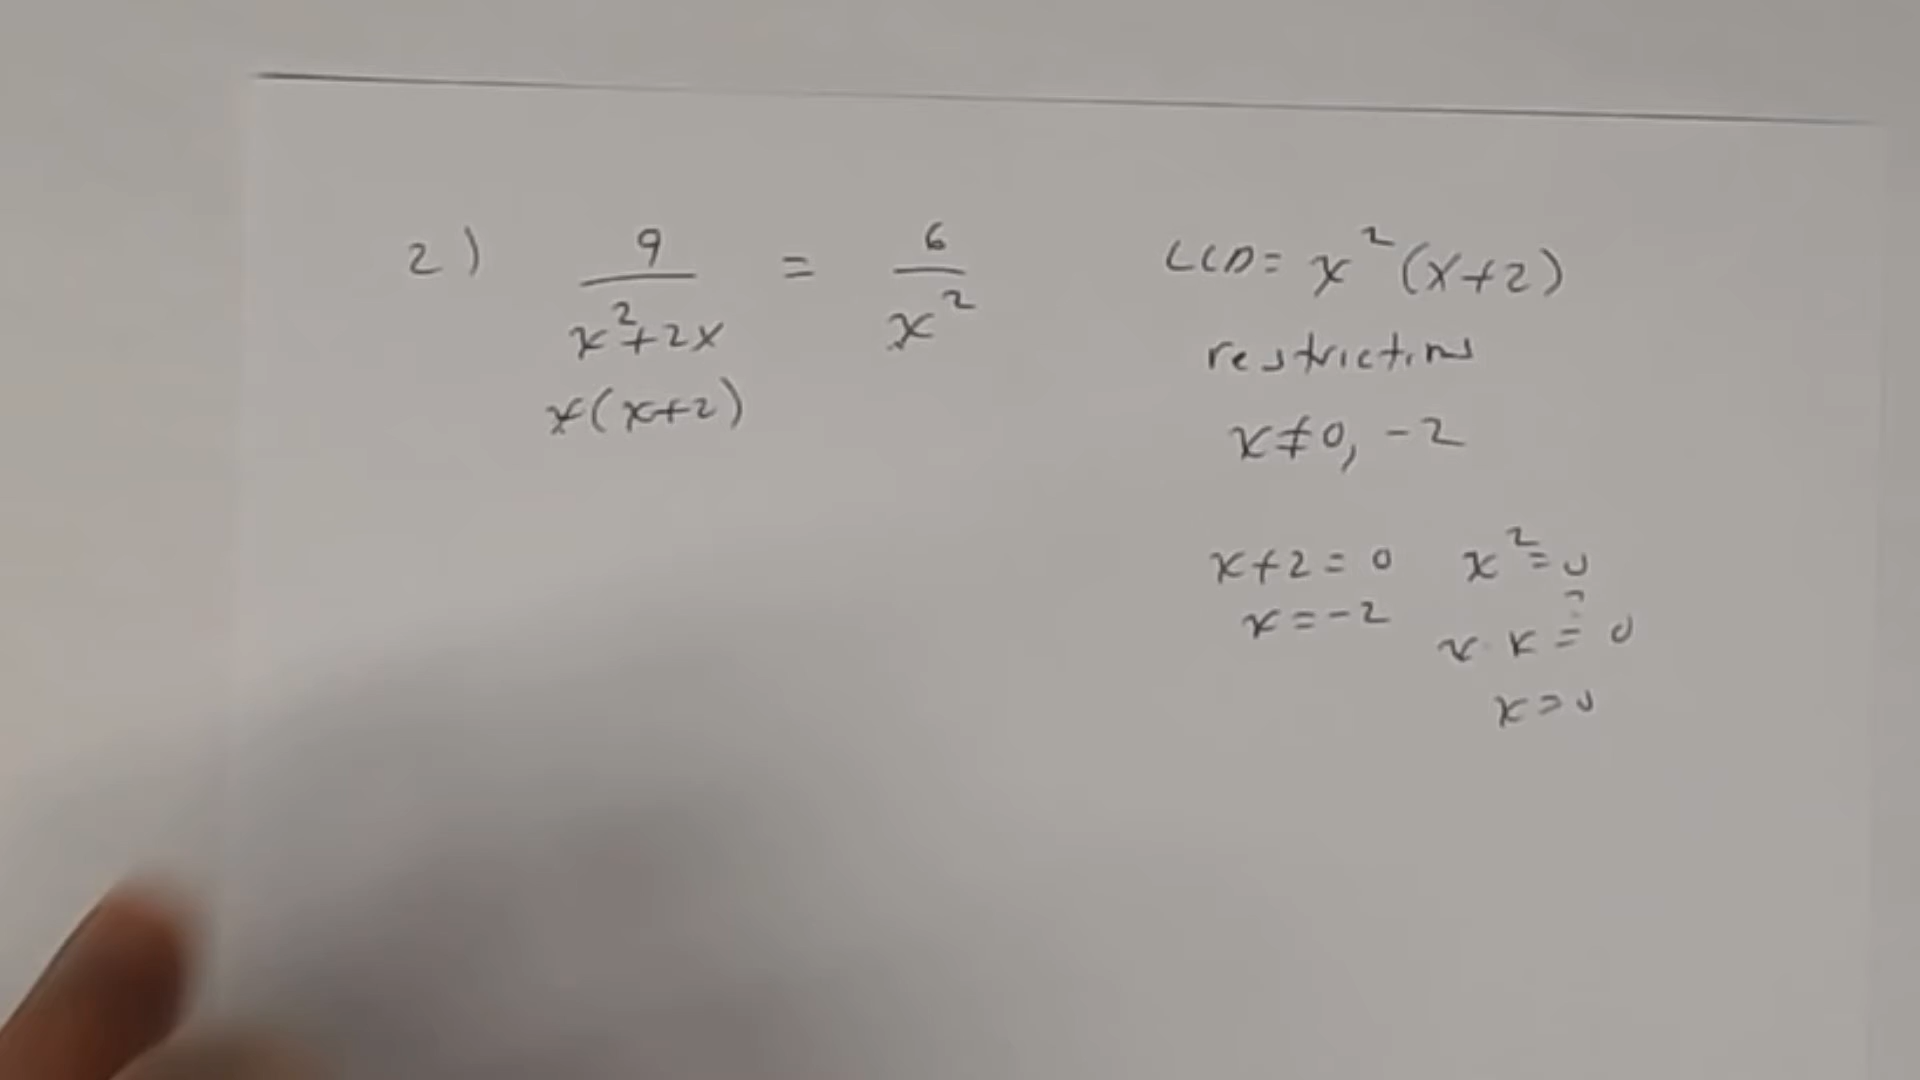 2) 9/(x²+2x) = 6/x²
x(x+2)
LCD = x²(x+2)
restrictions
x≠0, -2
x+2=0 x²=0
x=-2 x·x=0
x=0